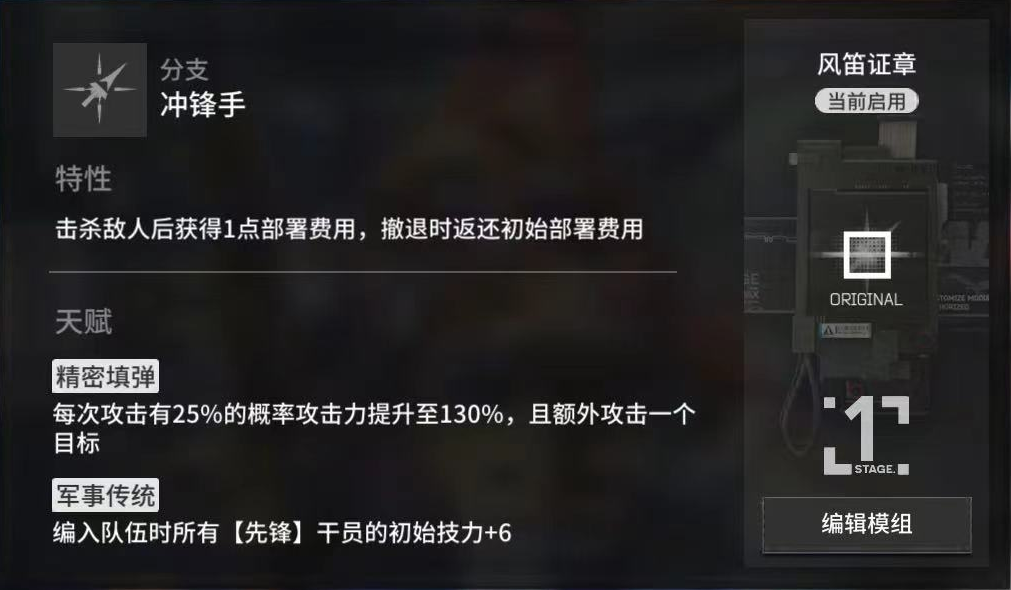 分支
冲锋手
特性
击杀敌人后获得1点部署费用，撤退时返还初始部署费用
天赋
精密填弹
每次攻击有25%的概率攻击力提升至130%，且额外攻击一个
目标
军事传统
编入队伍时所有【先锋】干员的初始技力+6
风笛证章
当前启用
ORIGINAL
1
STAGE.
编辑模组